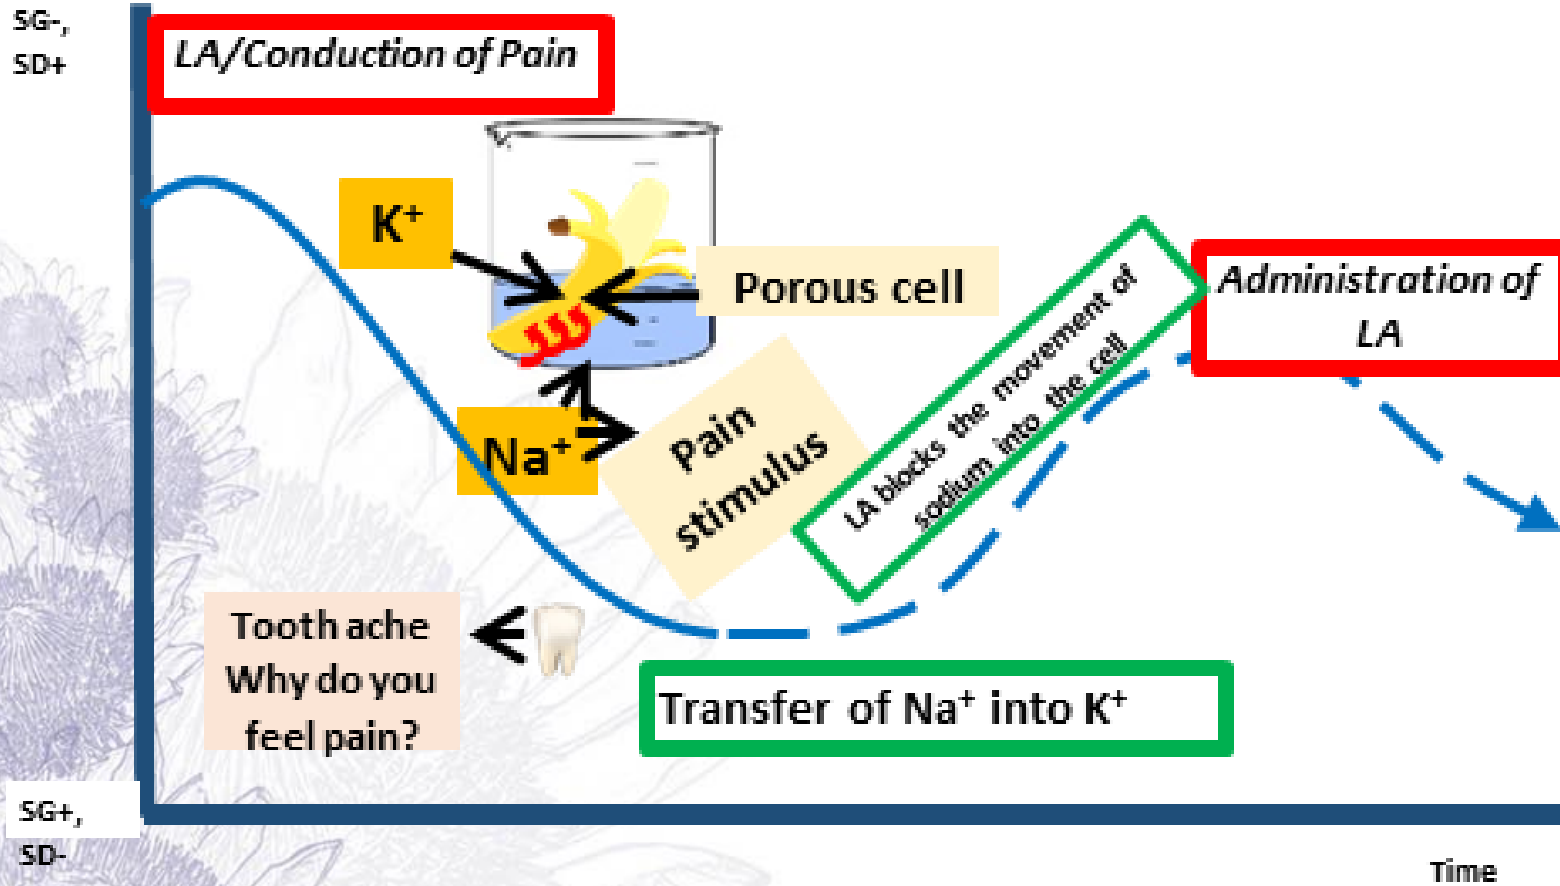 SG-,
SD+
LA/Conduction of Pain
K⁺
Porous cell
Na⁺
Pain
stimulus
LA blocks the movement of
sodium into the cell
Administration of
LA
Tooth ache
Why do you
feel pain?
Transfer of Na⁺ into K⁺
SG+,
SD-
Time